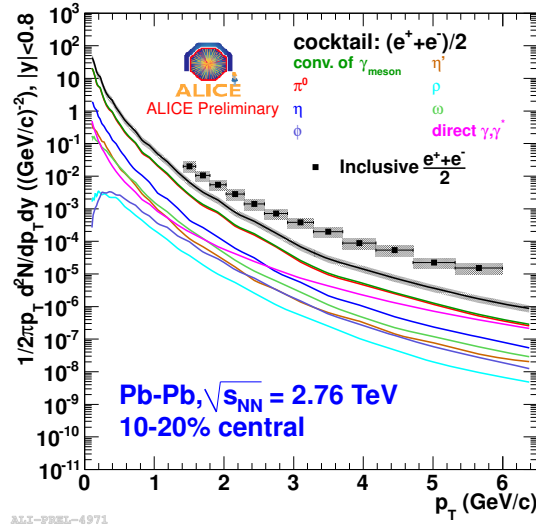 cocktail: (e⁺+e⁻)/2
conv. of γ_meson
η'
π⁰
ρ
η
ω
φ
direct γ,γ*
Inclusive e⁺+e⁻/2
ALICE
ALICE Preliminary
1/2πp_T d²N/dp_Tdy ((GeV/c)⁻²), |y|<0.8
10³
10²
10
1
10⁻¹
10⁻²
10⁻³
10⁻⁴
10⁻⁵
10⁻⁶
10⁻⁷
10⁻⁸
10⁻⁹
10⁻¹⁰
10⁻¹¹
Pb-Pb, √s_NN = 2.76 TeV
10-20% central
0 1 2 3 4 5 6
p_T (GeV/c)
ALI-PREL-4971